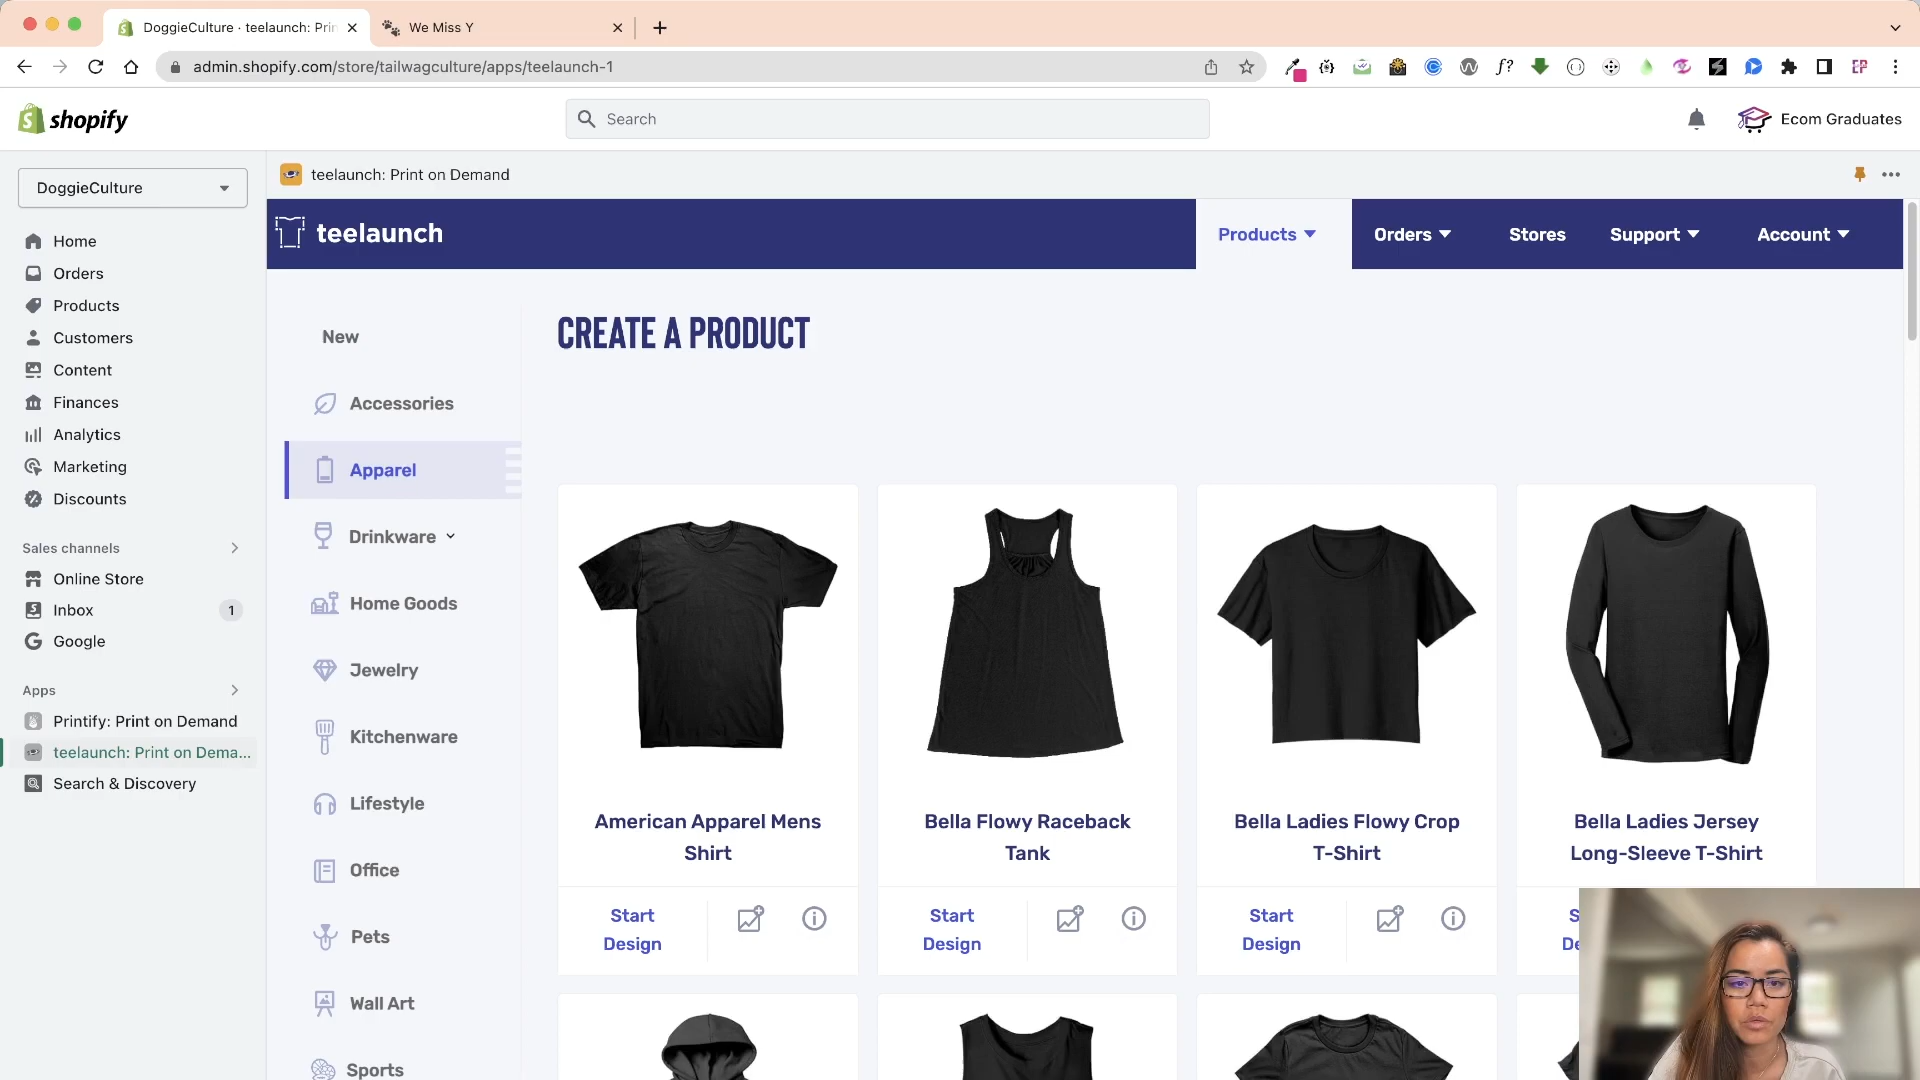 DoggieCulture · teelaunch: Prin
We Miss Y
admin.shopify.com/store/tailwagculture/apps/teelaunch-1
shopify
Search
Ecom Graduates
DoggieCulture
teelaunch: Print on Demand
teelaunch
Products
Orders
Stores
Support
Account
Home
Orders
Products
Customers
Content
Finances
Analytics
Marketing
Discounts
Sales channels
Online Store
Inbox
1
Google
Apps
Printify: Print on Demand
teelaunch: Print on Dema...
Search & Discovery
New
Accessories
Apparel
Drinkware
Home Goods
Jewelry
Kitchenware
Lifestyle
Office
Pets
Wall Art
Sports
CREATE A PRODUCT
American Apparel Mens
Shirt
Start
Design
Bella Flowy Raceback
Tank
Start
Design
Bella Ladies Flowy Crop
T-Shirt
Start
Design
Bella Ladies Jersey
Long-Sleeve T-Shirt
S
De